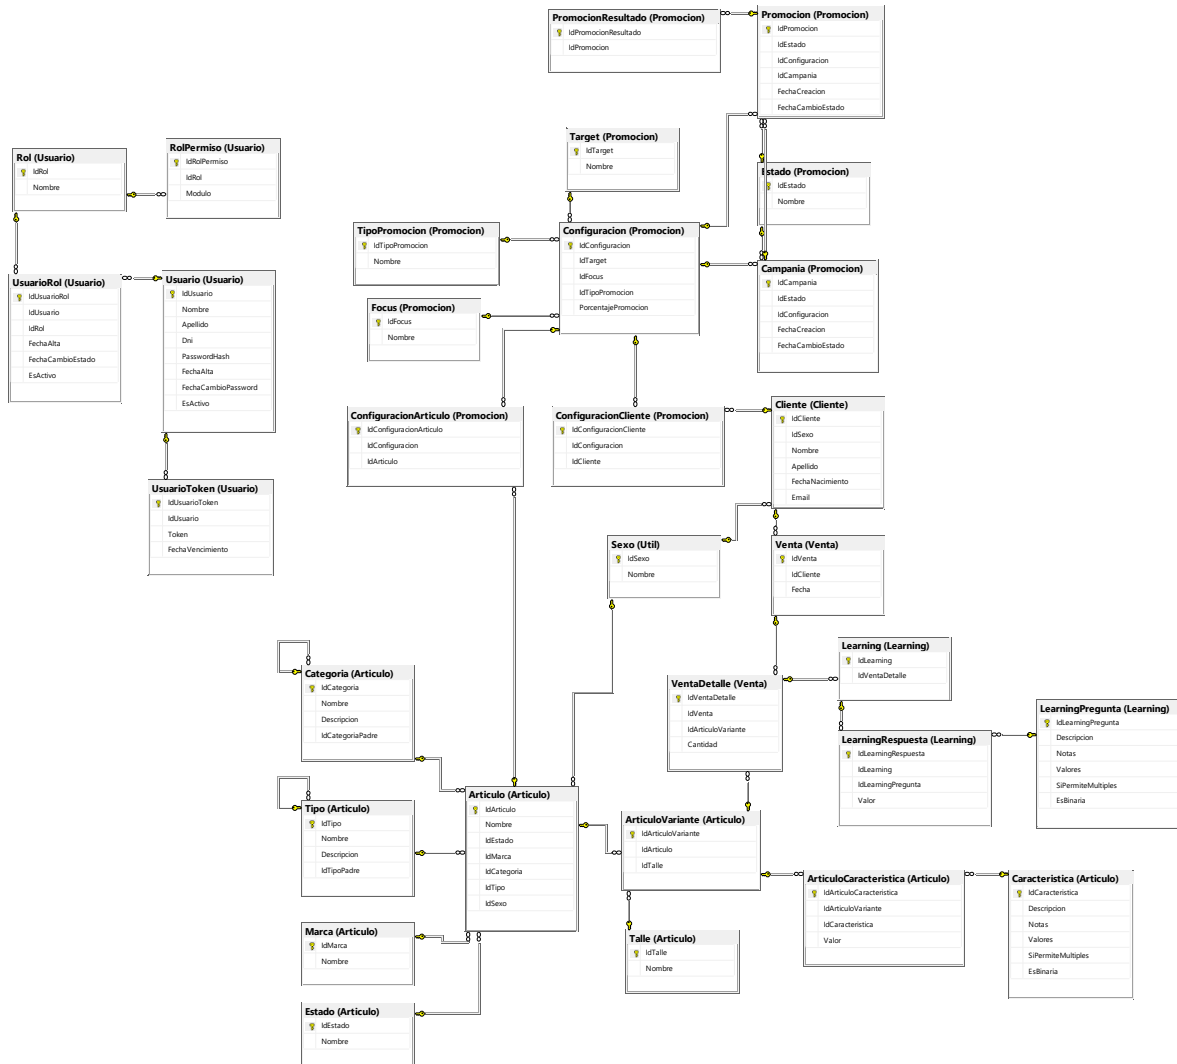 PromocionResultado (Promocion)
IdPromocionResultado
IdPromocion
Promocion (Promocion)
IdPromocion
IdEstado
IdConfiguracion
IdCampania
FechaCreacion
FechaCambioEstado
Target (Promocion)
IdTarget
Nombre
Rol (Usuario)
IdRol
Nombre
RolPermiso (Usuario)
IdRolPermiso
IdRol
Modulo
Estado (Promocion)
IdEstado
Nombre
TipoPromocion (Promocion)
IdTipoPromocion
Nombre
Configuracion (Promocion)
IdConfiguracion
IdTarget
IdFocus
IdTipoPromocion
PorcentajePromocion
Campania (Promocion)
IdCampania
IdEstado
IdConfiguracion
FechaCreacion
FechaCambioEstado
UsuarioRol (Usuario)
IdUsuarioRol
IdUsuario
IdRol
FechaAlta
FechaCambioEstado
EsActivo
Usuario (Usuario)
IdUsuario
Nombre
Apellido
Dni
PasswordHash
FechaAlta
FechaCambioPassword
EsActivo
Focus (Promocion)
IdFocus
Nombre
ConfiguracionArticulo (Promocion)
IdConfiguracionArticulo
IdConfiguracion
IdArticulo
ConfiguracionCliente (Promocion)
IdConfiguracionCliente
IdConfiguracion
IdCliente
Cliente (Cliente)
IdCliente
IdSexo
Nombre
Apellido
FechaNacimiento
Email
UsuarioToken (Usuario)
IdUsuarioToken
IdUsuario
Token
FechaVencimiento
Sexo (Util)
IdSexo
Nombre
Venta (Venta)
IdVenta
IdCliente
Fecha
Learning (Learning)
IdLearning
IdVentaDetalle
Categoria (Articulo)
IdCategoria
Nombre
Descripcion
IdCategoriaPadre
VentaDetalle (Venta)
IdVentaDetalle
IdVenta
IdArticuloVariante
Cantidad
LearningRespuesta (Learning)
IdLearningRespuesta
IdLearning
IdLearningPregunta
Valor
LearningPregunta (Learning)
IdLearningPregunta
Descripcion
Notas
Valores
SiPermiteMultiples
EsBinaria
Tipo (Articulo)
IdTipo
Nombre
Descripcion
IdTipoPadre
Articulo (Articulo)
IdArticulo
Nombre
IdEstado
IdMarca
IdCategoria
IdTipo
IdSexo
ArticuloVariante (Articulo)
IdArticuloVariante
IdArticulo
IdTalle
ArticuloCaracteristica (Articulo)
IdArticuloCaracteristica
IdArticuloVariante
IdCaracteristica
Valor
Caracteristica (Articulo)
IdCaracteristica
Descripcion
Notas
Valores
SiPermiteMultiples
EsBinaria
Marca (Articulo)
IdMarca
Nombre
Talle (Articulo)
IdTalle
Nombre
Estado (Articulo)
IdEstado
Nombre